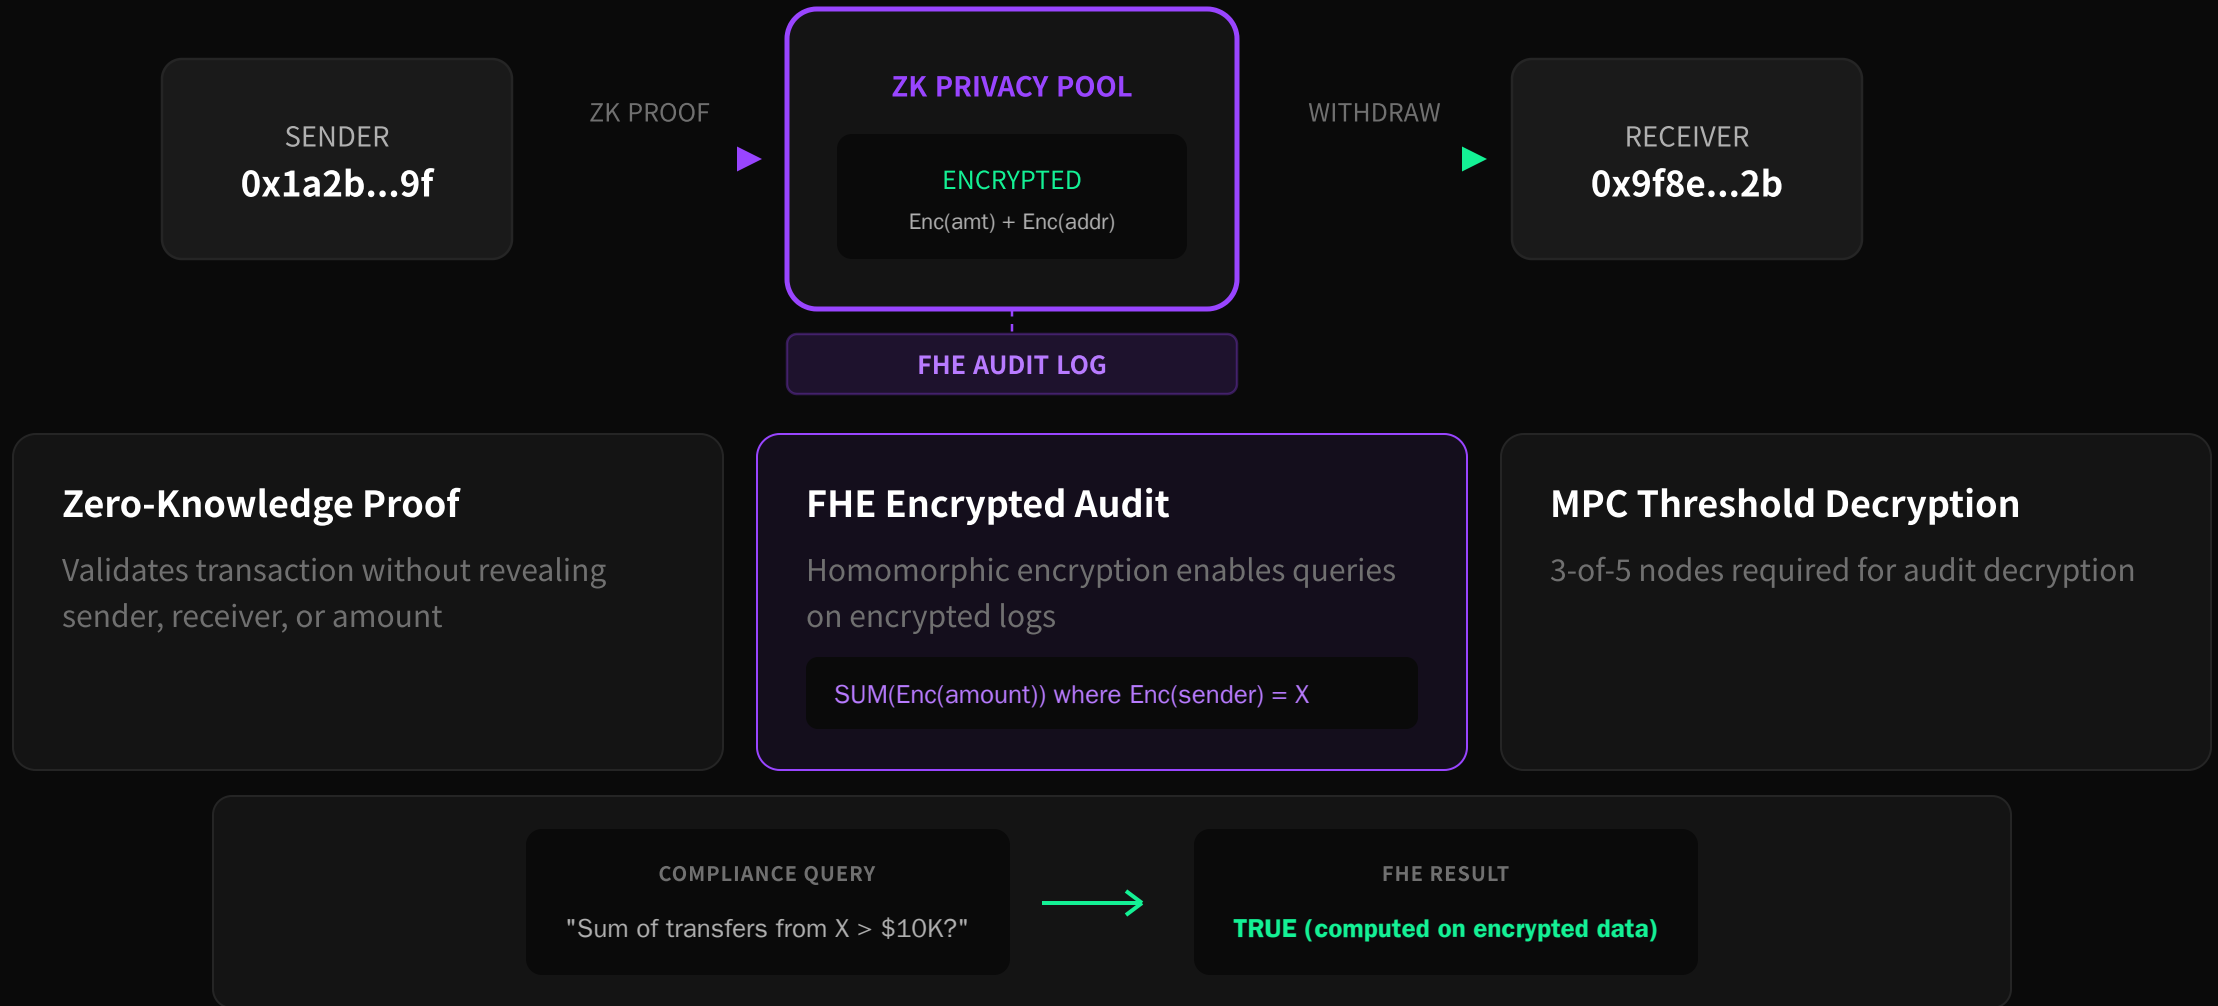 SENDER
0x1a2b...9f
ZK PROOF
ZK PRIVACY POOL
ENCRYPTED
Enc(amt) + Enc(addr)
WITHDRAW
RECEIVER
0x9f8e...2b
FHE AUDIT LOG
Zero-Knowledge Proof
Validates transaction without revealing
sender, receiver, or amount
FHE Encrypted Audit
Homomorphic encryption enables queries
on encrypted logs
SUM(Enc(amount)) where Enc(sender) = X
MPC Threshold Decryption
3-of-5 nodes required for audit decryption
COMPLIANCE QUERY
"Sum of transfers from X > $10K?"
FHE RESULT
TRUE (computed on encrypted data)